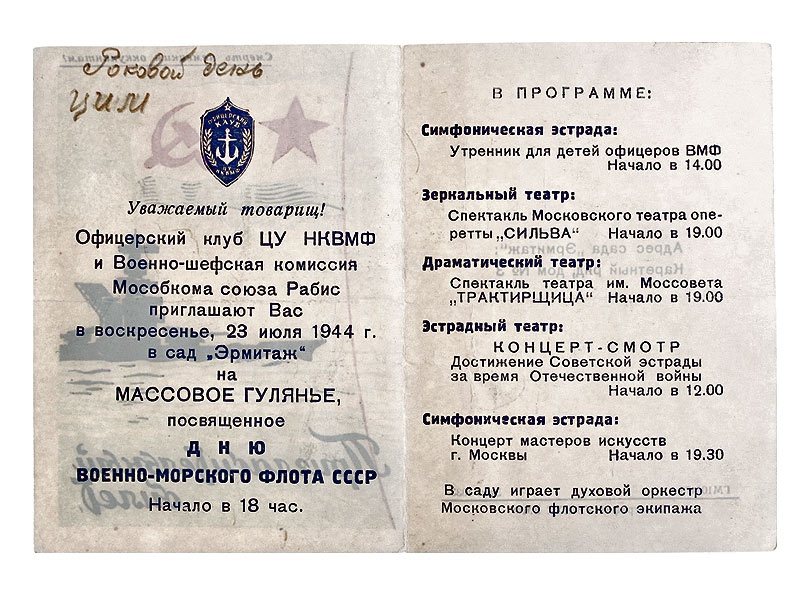 Роковой день
Цили
ОФИЦЕРСКИЙ
КЛУБ
ЦУ
НКВМФ
Уважаемый товарищ!
Офицерский клуб ЦУ НКВМФ
и Военно-шефская комиссия
Мособкома союза Рабис
приглашают Вас
в воскресенье, 23 июля 1944 г.
в сад „Эрмитаж“
на
МАССОВОЕ ГУЛЯНЬЕ,
посвященное
ДНЮ
ВОЕННО-МОРСКОГО ФЛОТА СССР
Начало в 18 час.
В ПРОГРАММЕ:
Симфоническая эстрада:
Утренник для детей офицеров ВМФ
Начало в 14.00
Зеркальный театр:
Спектакль Московского театра опе-
ретты „СИЛЬВА“ Начало в 19.00
Драматический театр:
Спектакль театра им. Моссовета
„ТРАКТИРЩИЦА“ Начало в 19.00
Эстрадный театр:
КОНЦЕРТ-СМОТР
Достижение Советской эстрады
за время Отечественной войны
Начало в 12.00
Симфоническая эстрада:
Концерт мастеров искусств
г. Москвы Начало в 19.30
В саду играет духовой оркестр
Московского флотского экипажа